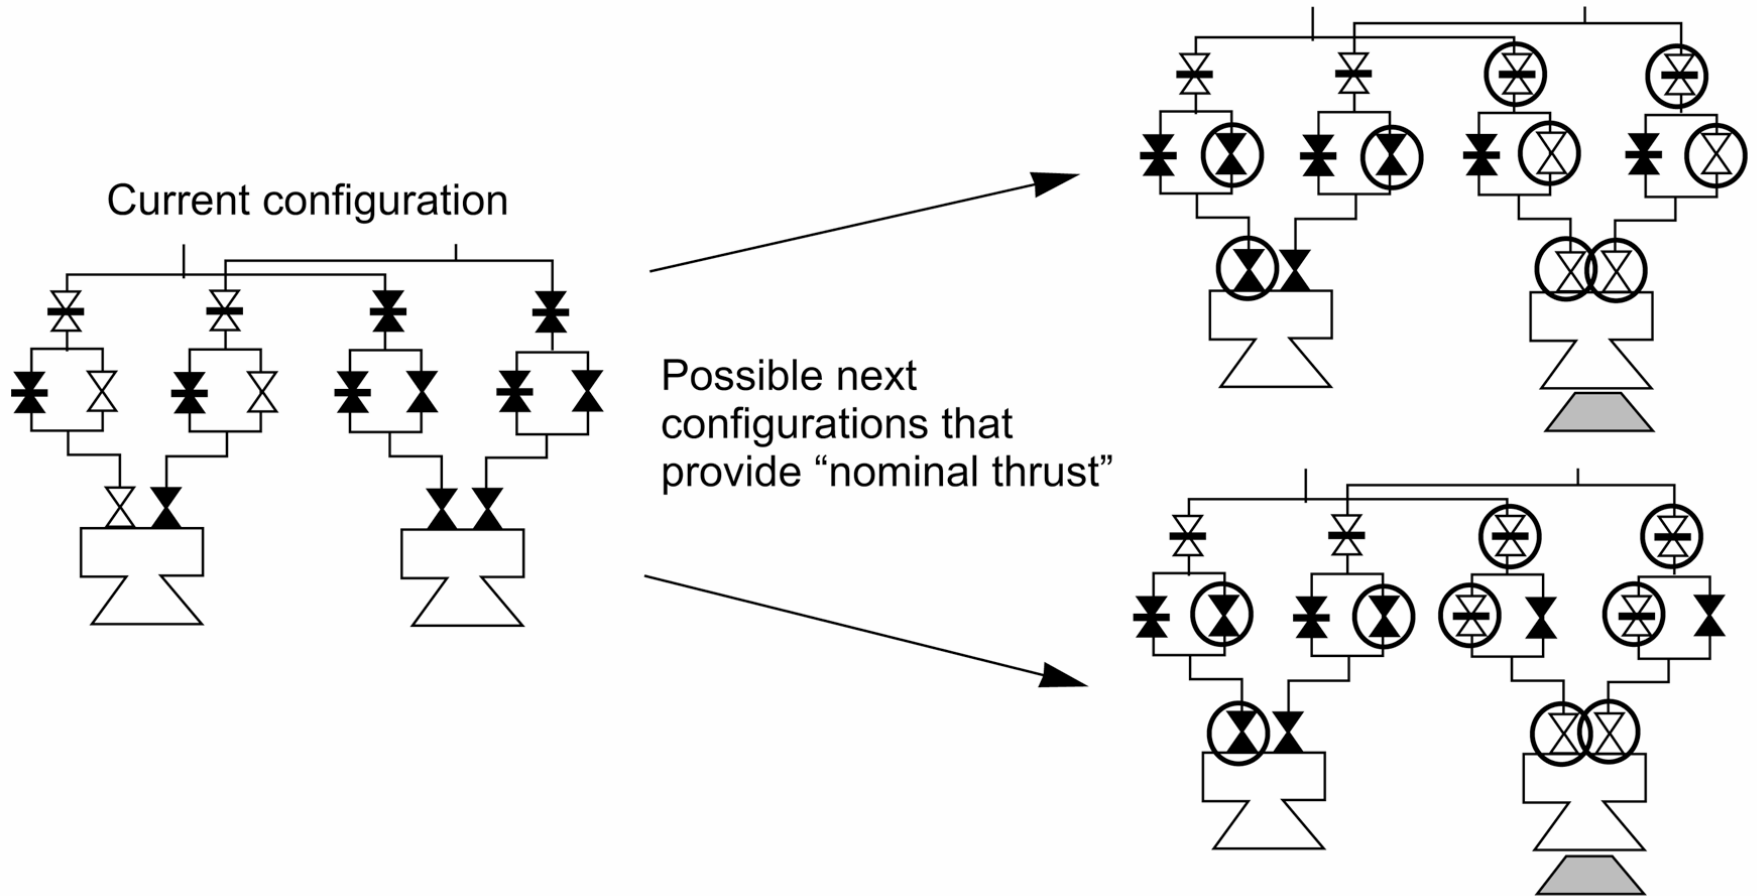 Current configuration
Possible next
configurations that
provide “nominal thrust”